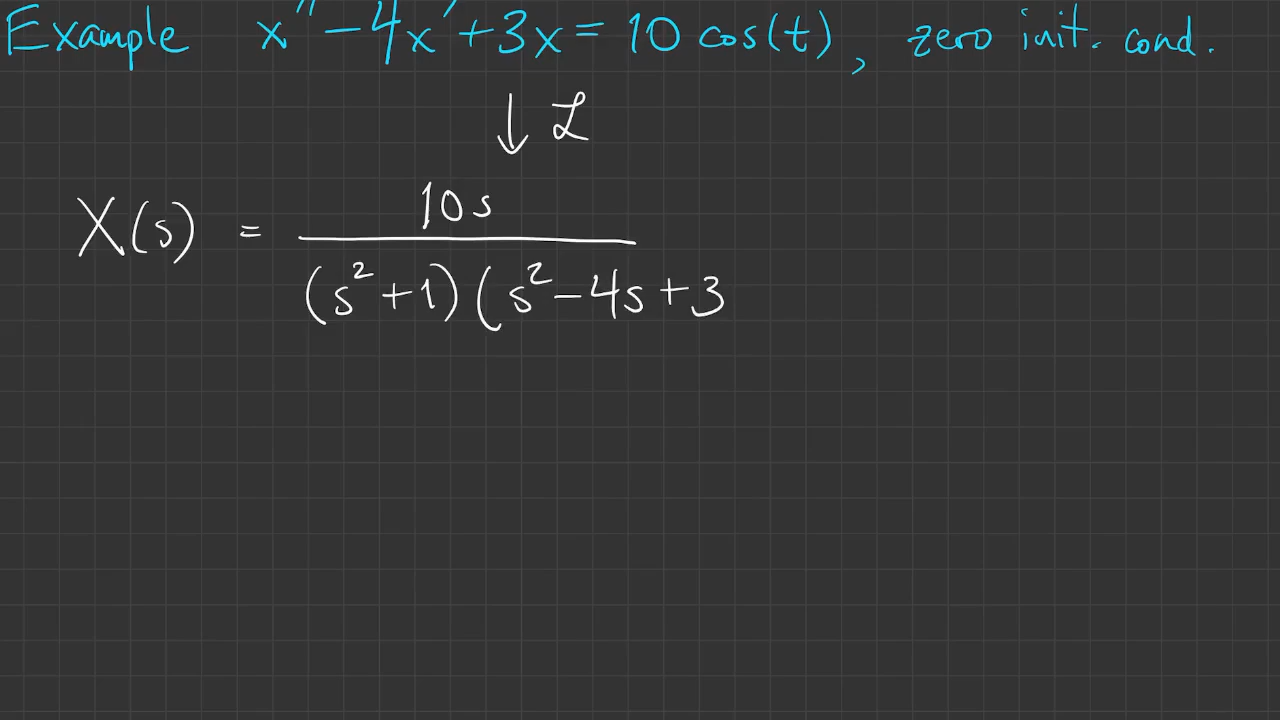 Example x'' - 4x' + 3x = 10 cos(t), zero init. cond.
↓ ℒ
X(s) = 10s
(s² + 1)(s² - 4s + 3